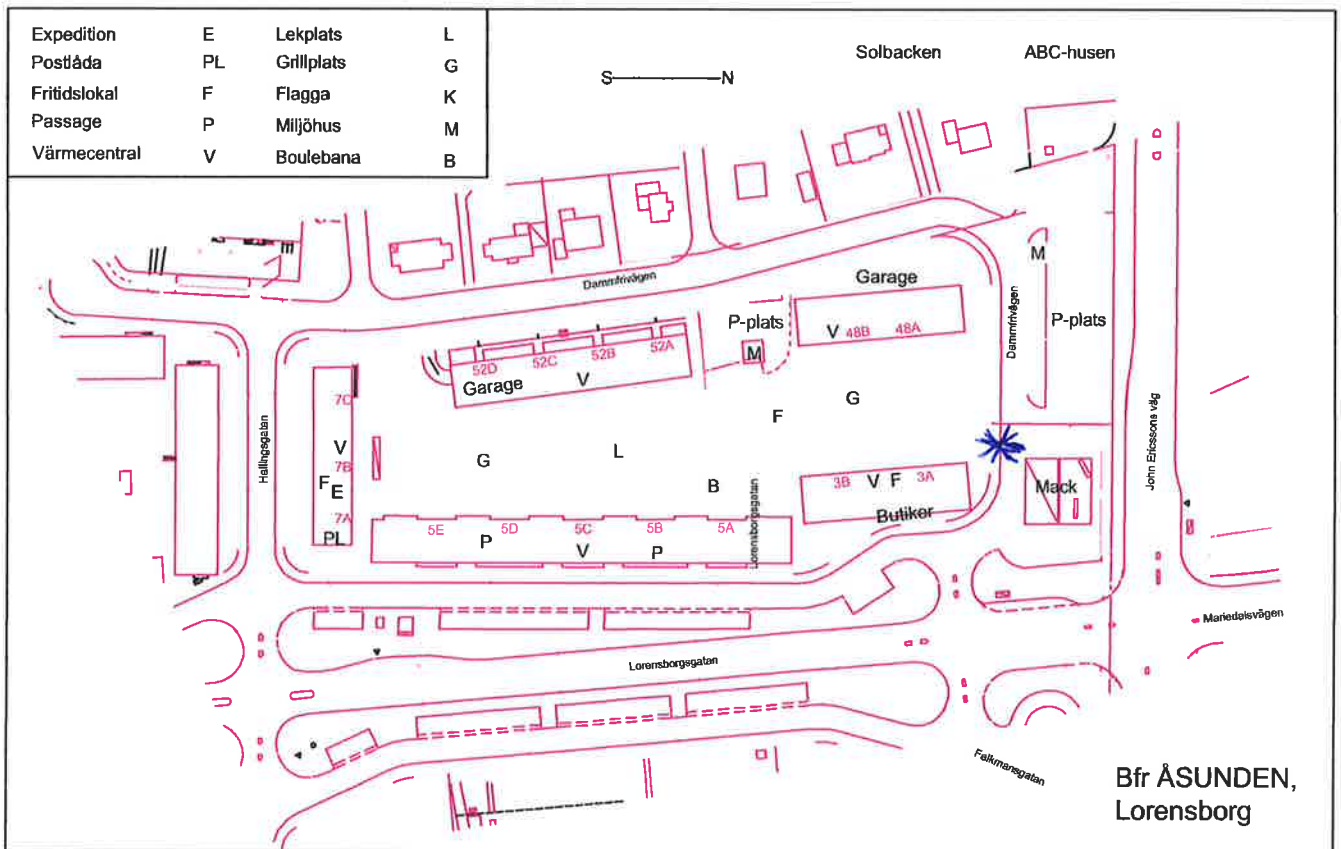 Expedition E Lekplats L
Postlåda PL Grillplats G
Fritidslokal F Flagga K
Passage P Miljöhus M
Värmecentral V Boulebana B
S N
Solbacken ABC-husen
Dammfrivägen
Garage
M
P-plats
V 48B 48A
Dammfrivägen
P-plats
M
52D 52C 52B 52A
Garage V
G
F
Hallingsgatan
7C
V
7B
F E
7A
PL
G
L
B
Lorensborgsgatan
3B V F 3A
Butiker
Mack
John Ericssons väg
5E 5D 5C 5B 5A
P V P
Mariedalsvägen
Lorensborgsgatan
Falkmansgatan
Bfr ÅSUNDEN,
Lorensborg